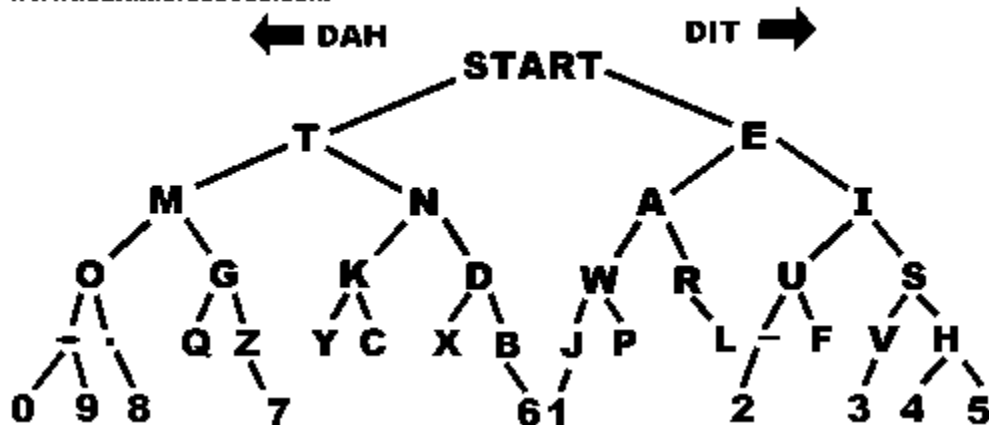 DAH DIT
START
T E
M N A I
O G K D W R U S
- . Q Z Y C X B J P L - F V H
0 9 8 7 6 1 2 3 4 5